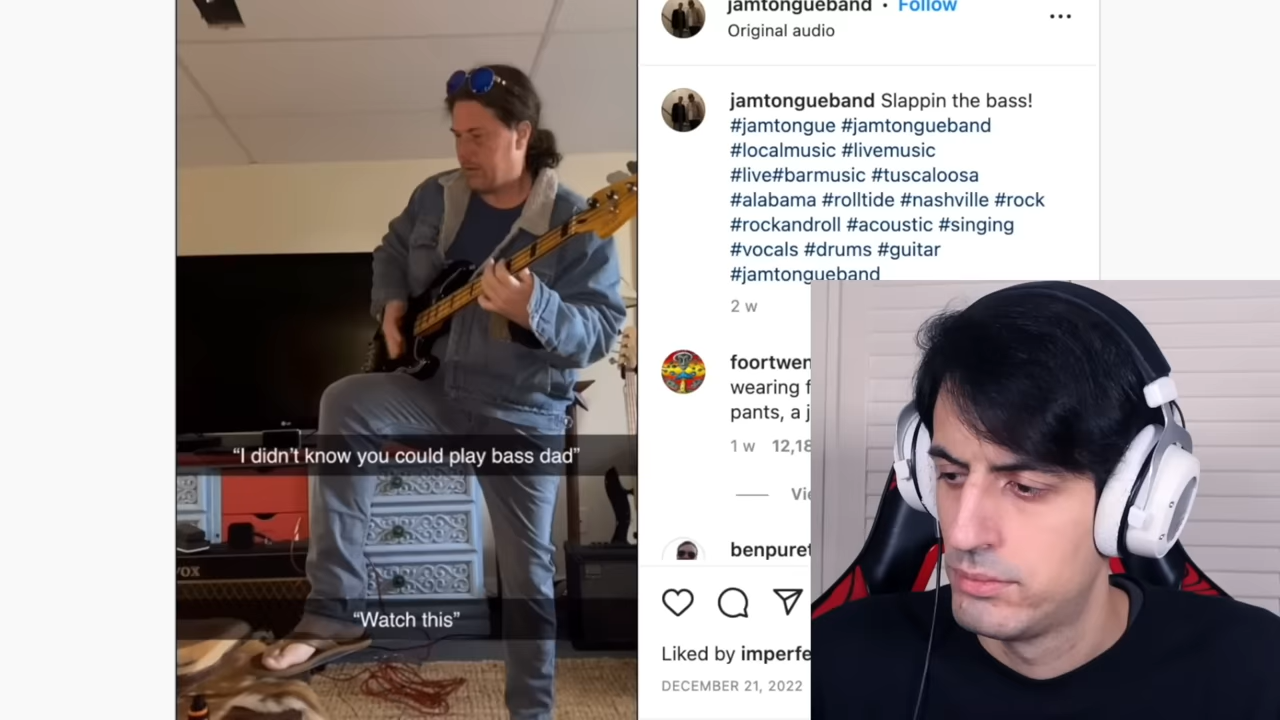 jamtongueband • Follow
Original audio
jamtongueband Slappin the bass!
#jamtongue #jamtongueband
#localmusic #livemusic
#live#barmusic #tuscaloosa
#alabama #rolltide #nashville #rock
#rockandroll #acoustic #singing
#vocals #drums #guitar
#jamtongueband
2 w
wearing
pants, a
1 w
Liked by
DECEMBER 21, 2022
“I didn’t know you could play bass dad”
“Watch this”
VOX